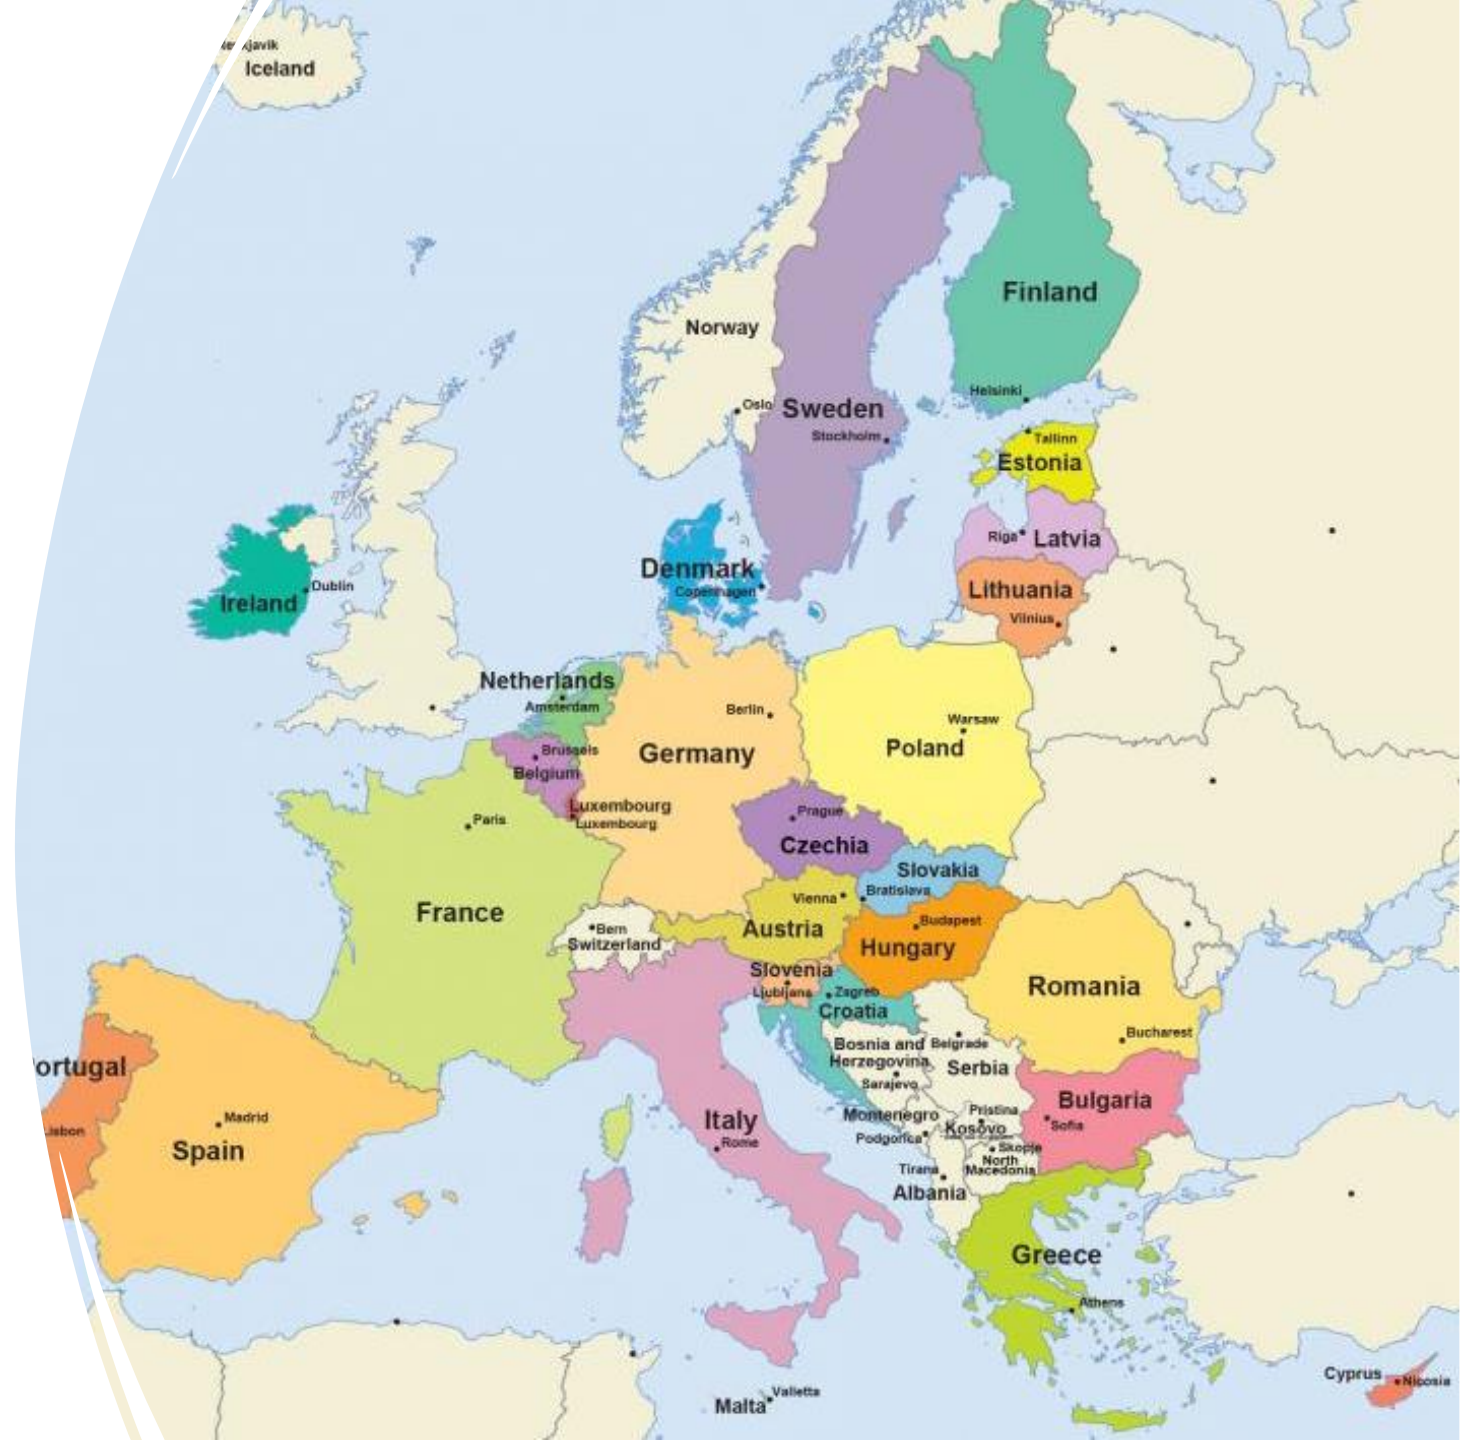 Iceland
Norway
Oslo
Sweden
Stockholm
Finland
Helsinki
Tallinn
Estonia
Riga
Latvia
Lithuania
Vilnius
Denmark
Copenhagen
Dublin
Ireland
Netherlands
Amsterdam
Berlin
Germany
Warsaw
Poland
Brussels
Belgium
Luxembourg
Luxembourg
Paris
France
Prague
Czechia
Slovakia
Bratislava
Vienna
Austria
Budapest
Hungary
Bern
Switzerland
Slovenia
Ljubljana
Zagreb
Croatia
Romania
Bucharest
Bosnia and
Herzegovina
Sarajevo
Belgrade
Serbia
Montenegro
Podgorica
Pristina
Kosovo
Bulgaria
Sofia
Skopje
North
Macedonia
Tirana
Albania
ortugal
Lisbon
Madrid
Spain
Italy
Rome
Greece
Athens
Cyprus
Nicosia
Valletta
Malta